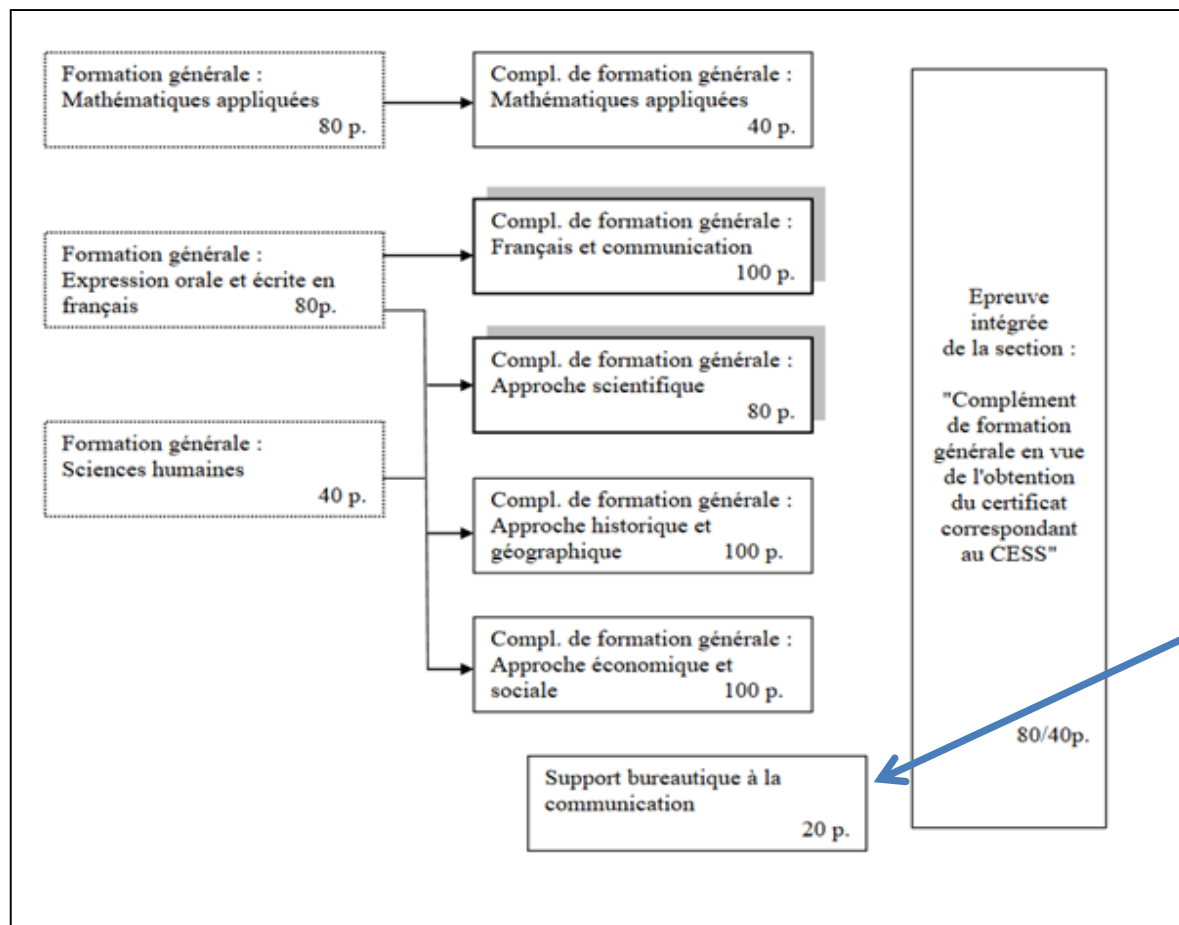 Formation générale :
Mathématiques appliquées
80 p.
Compl. de formation générale :
Mathématiques appliquées
40 p.
Formation générale :
Expression orale et écrite en
français 80p.
Compl. de formation générale :
Français et communication
100 p.
Compl. de formation générale :
Approche scientifique
80 p.
Formation générale :
Sciences humaines
40 p.
Compl. de formation générale :
Approche historique et
géographique 100 p.
Compl. de formation générale :
Approche économique et
sociale 100 p.
Support bureautique à la
communication
20 p.
Epreuve
intégrée
de la section :
"Complément
de formation
générale en vue
de l'obtention
du certificat
correspondant
au CESS"
80/40p.